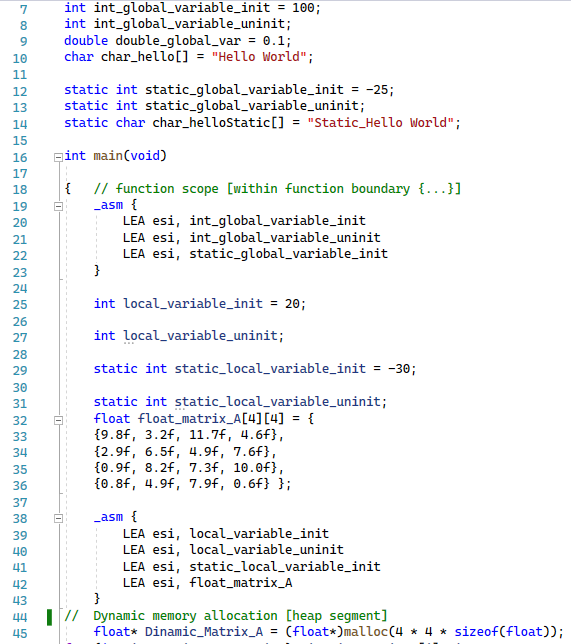 7 int int_global_variable_init = 100;
8 int int_global_variable_uninit;
9 double double_global_var = 0.1;
10 char char_hello[] = "Hello World";
11
12 static int static_global_variable_init = -25;
13 static int static_global_variable_uninit;
14 static char char_helloStatic[] = "Static_Hello World";
15
16 int main(void)
17
18 { // function scope [within function boundary {...}]
19 _asm {
20 LEA esi, int_global_variable_init
21 LEA esi, int_global_variable_uninit
22 LEA esi, static_global_variable_init
23 }
24
25 int local_variable_init = 20;
26
27 int local_variable_uninit;
28
29 static int static_local_variable_init = -30;
30
31 static int static_local_variable_uninit;
32 float float_matrix_A[4][4] = {
33 {9.8f, 3.2f, 11.7f, 4.6f},
34 {2.9f, 6.5f, 4.9f, 7.6f},
35 {0.9f, 8.2f, 7.3f, 10.0f},
36 {0.8f, 4.9f, 7.9f, 0.6f} };
37
38 _asm {
39 LEA esi, local_variable_init
40 LEA esi, local_variable_uninit
41 LEA esi, static_local_variable_init
42 LEA esi, float_matrix_A
43 }
44 // Dynamic memory allocation [heap segment]
45 float* Dinamic_Matrix_A = (float*)malloc(4 * 4 * sizeof(float));